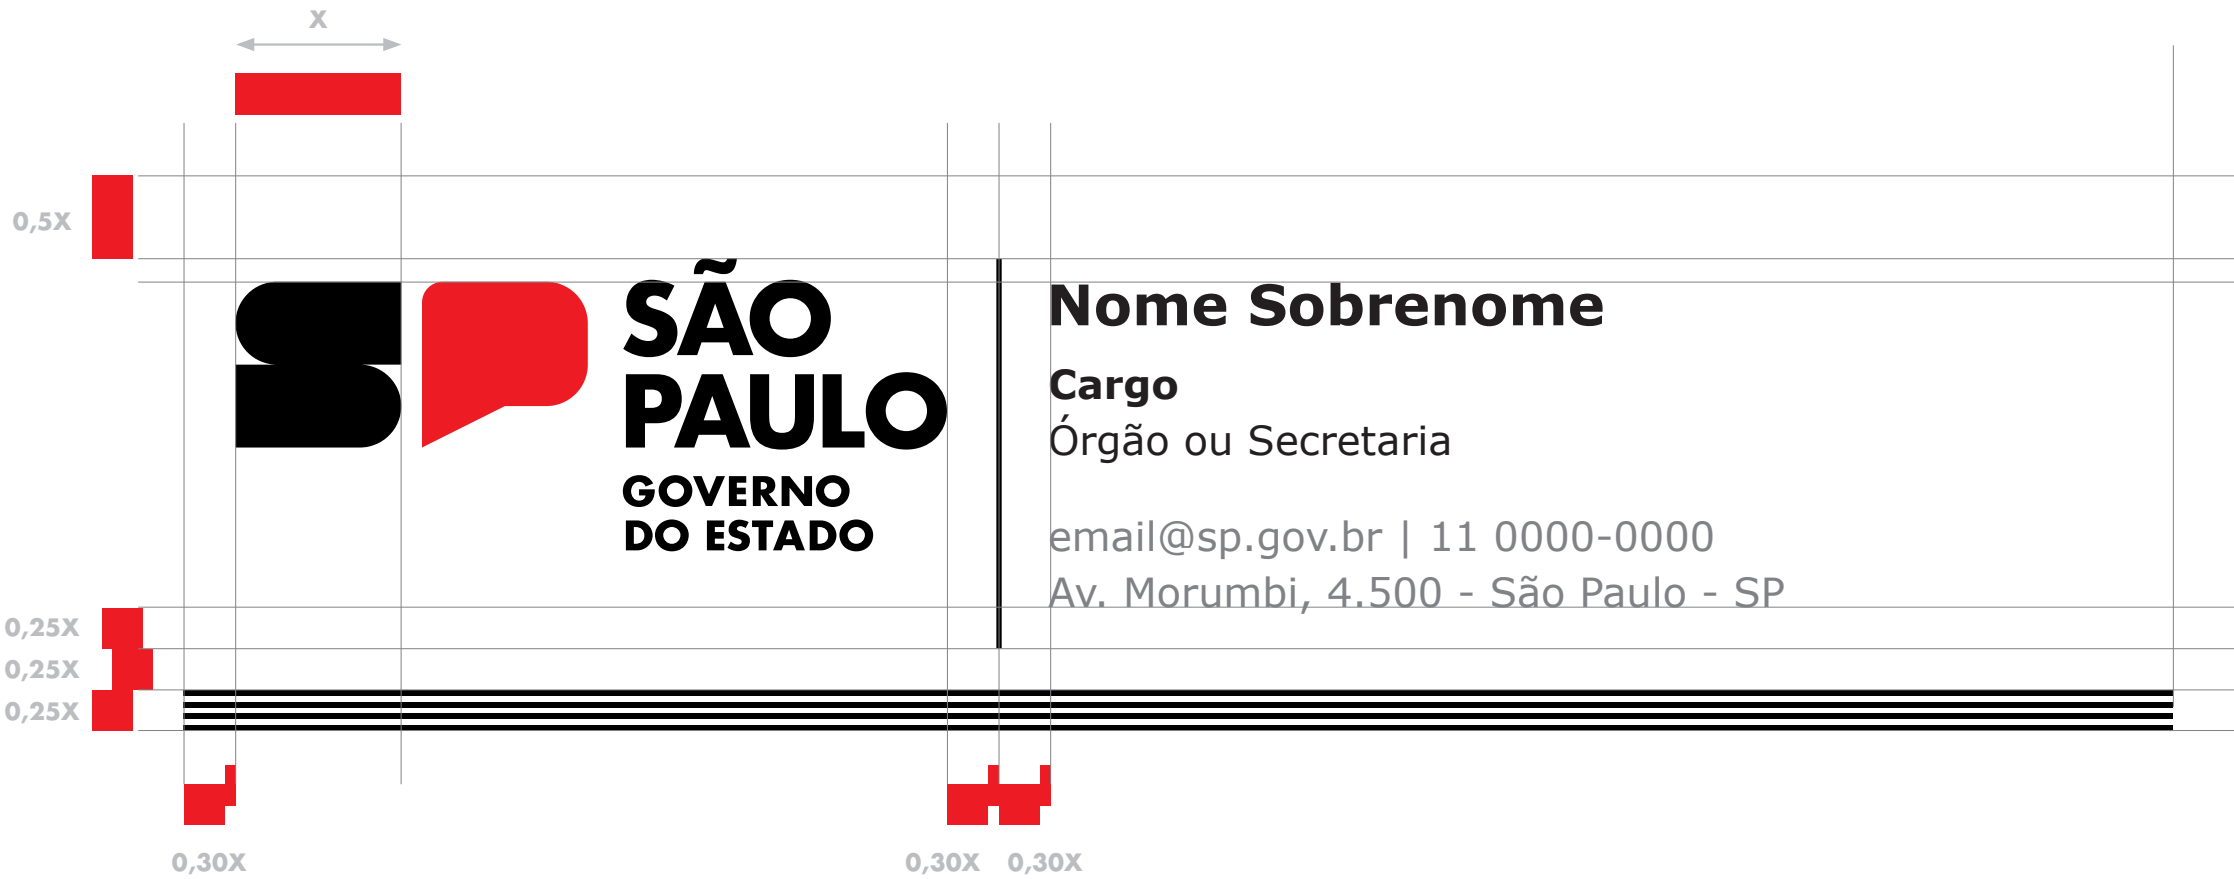 X
0,5X
SÃO
PAULO
GOVERNO
DO ESTADO
Nome Sobrenome
Cargo
Órgão ou Secretaria
email@sp.gov.br | 11 0000-0000
Av. Morumbi, 4.500 - São Paulo - SP
0,25X
0,25X
0,25X
0,30X
0,30X
0,30X